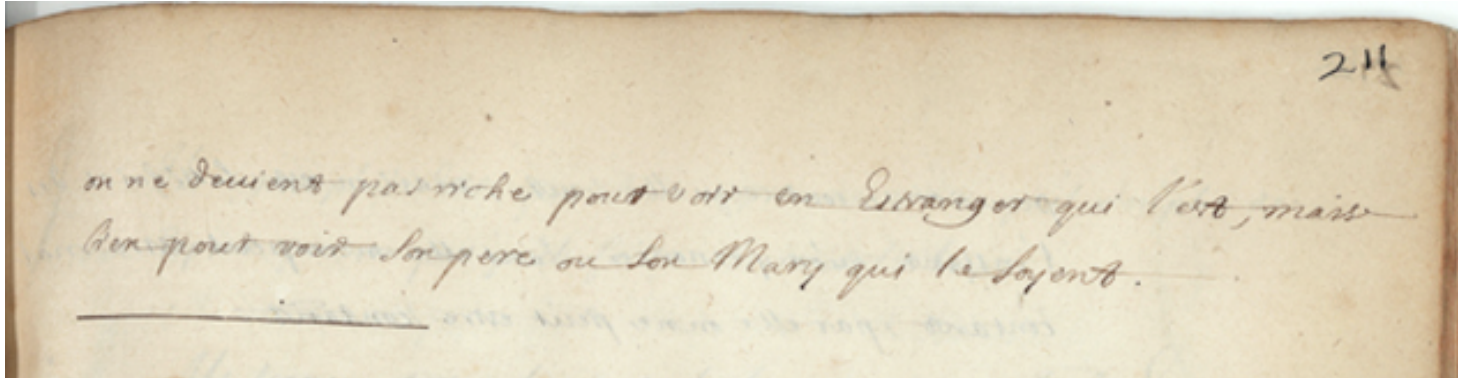 211
on ne deuient pas riche pour voir un Estranger qui l'est, mais
bien pour voir son pere ou son Mary qui le soyent.